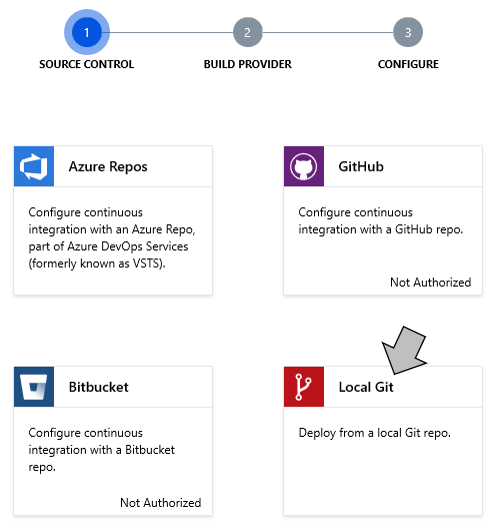 1
2
3
SOURCE CONTROL
BUILD PROVIDER
CONFIGURE
Azure Repos
Configure continuous
integration with an Azure Repo,
part of Azure DevOps Services
(formerly known as VSTS).
GitHub
Configure continuous
integration with a GitHub repo.
Not Authorized
Bitbucket
Configure continuous
integration with a Bitbucket
repo.
Not Authorized
Local Git
Deploy from a local Git repo.